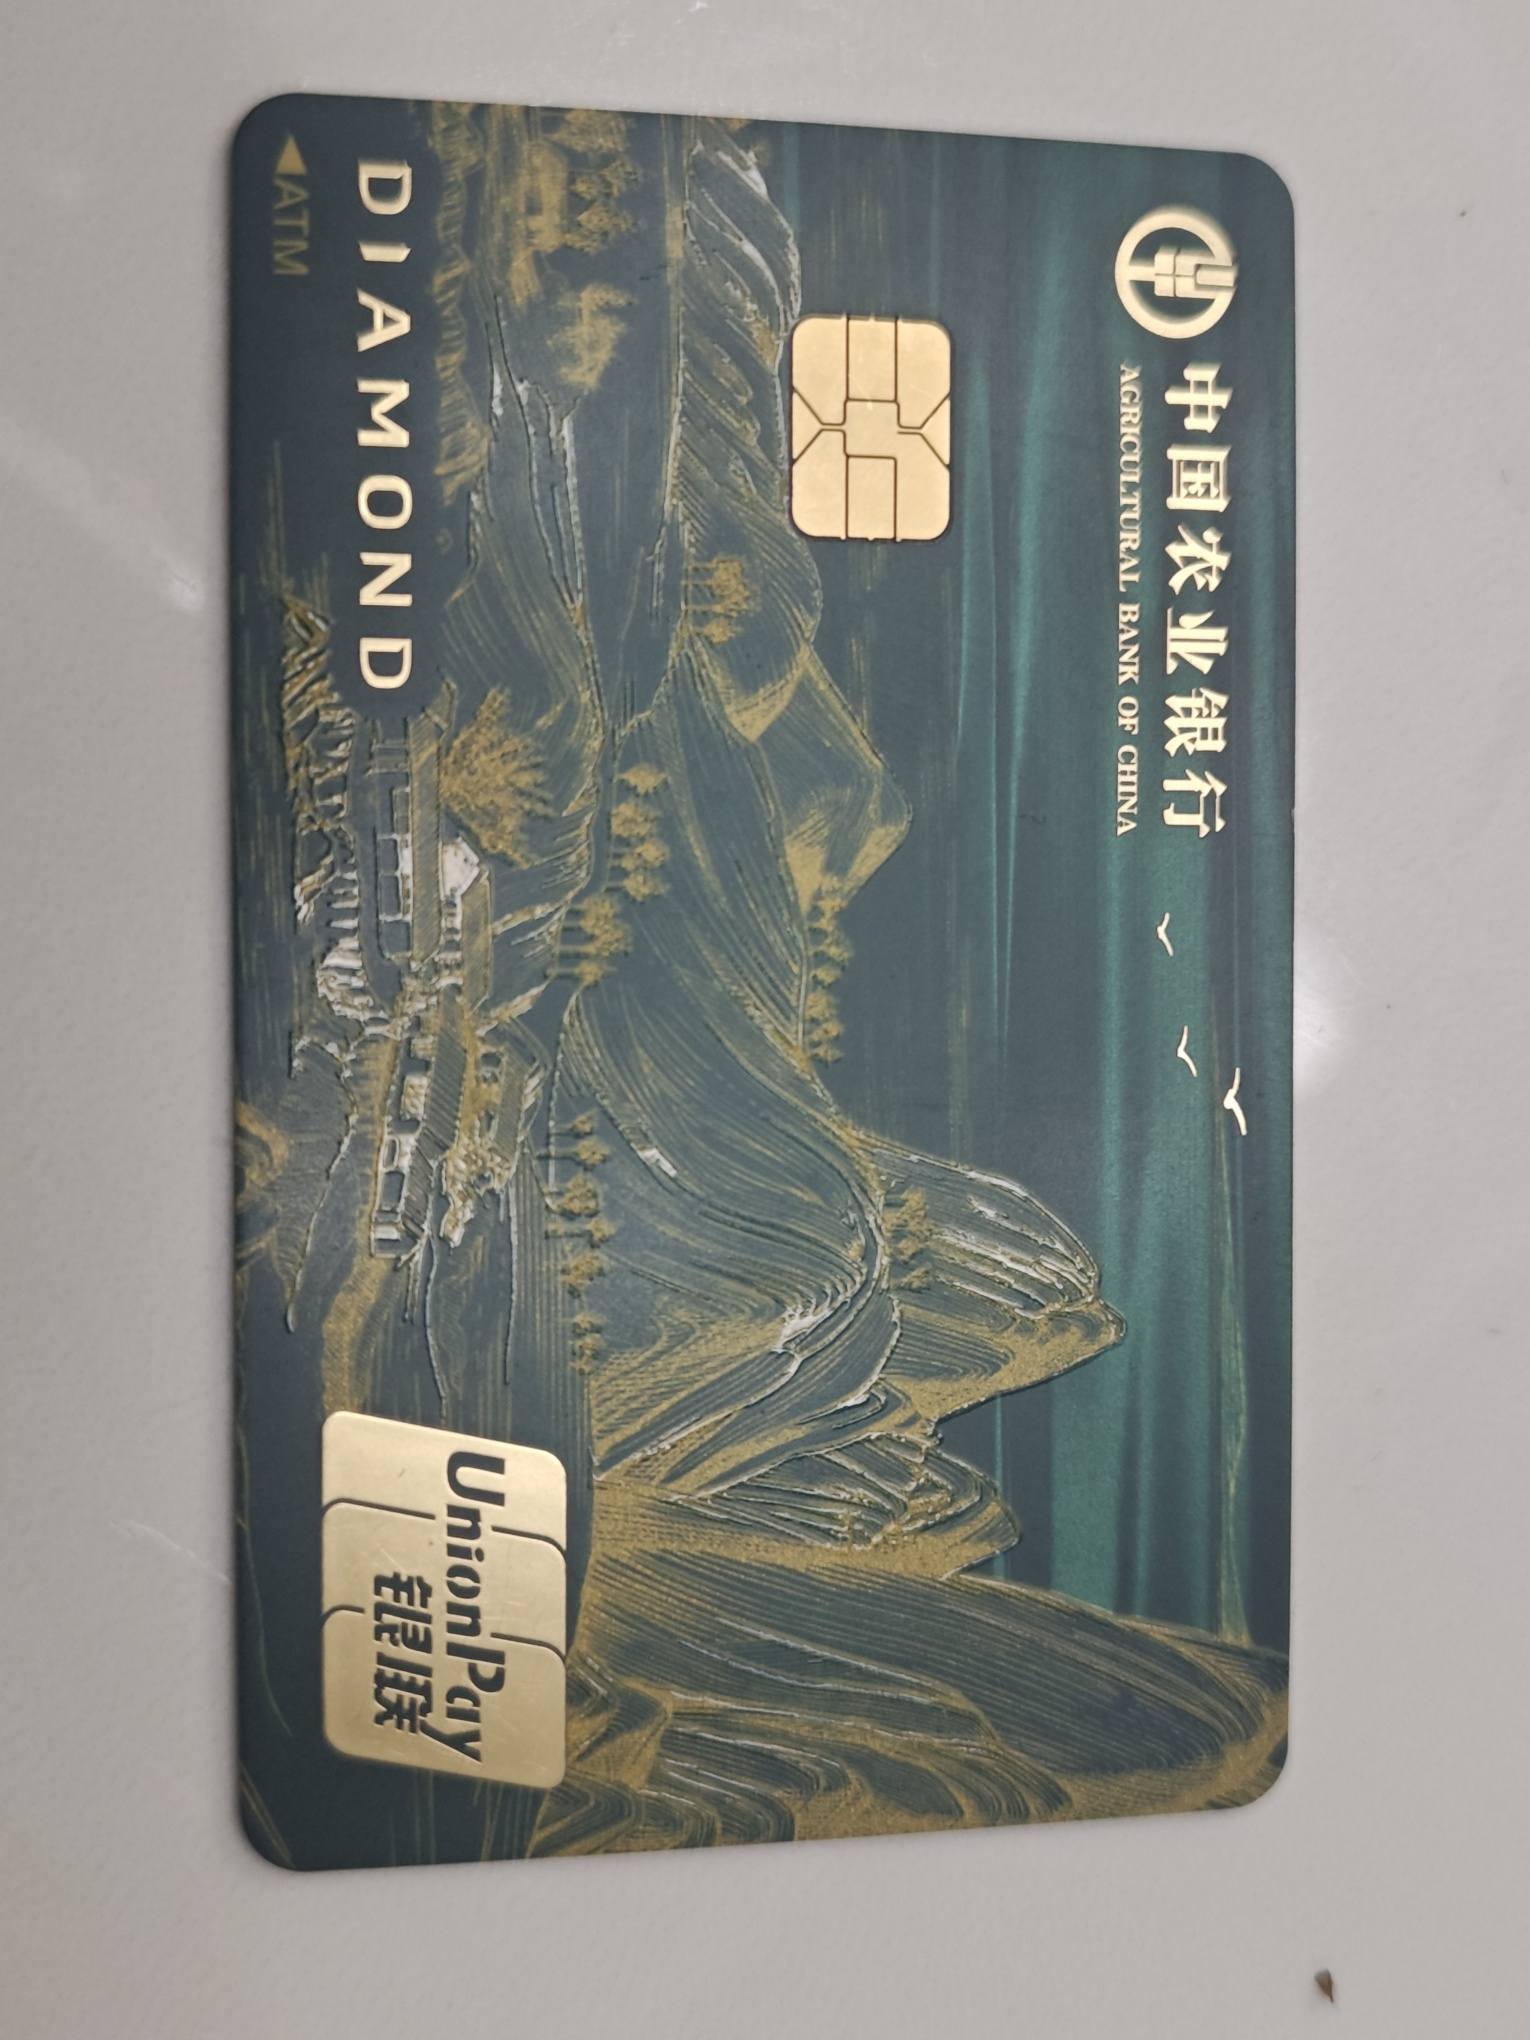 中国农业银行
AGRICULTURAL BANK OF CHINA
DIAMOND
ATM
UnionPay
银联